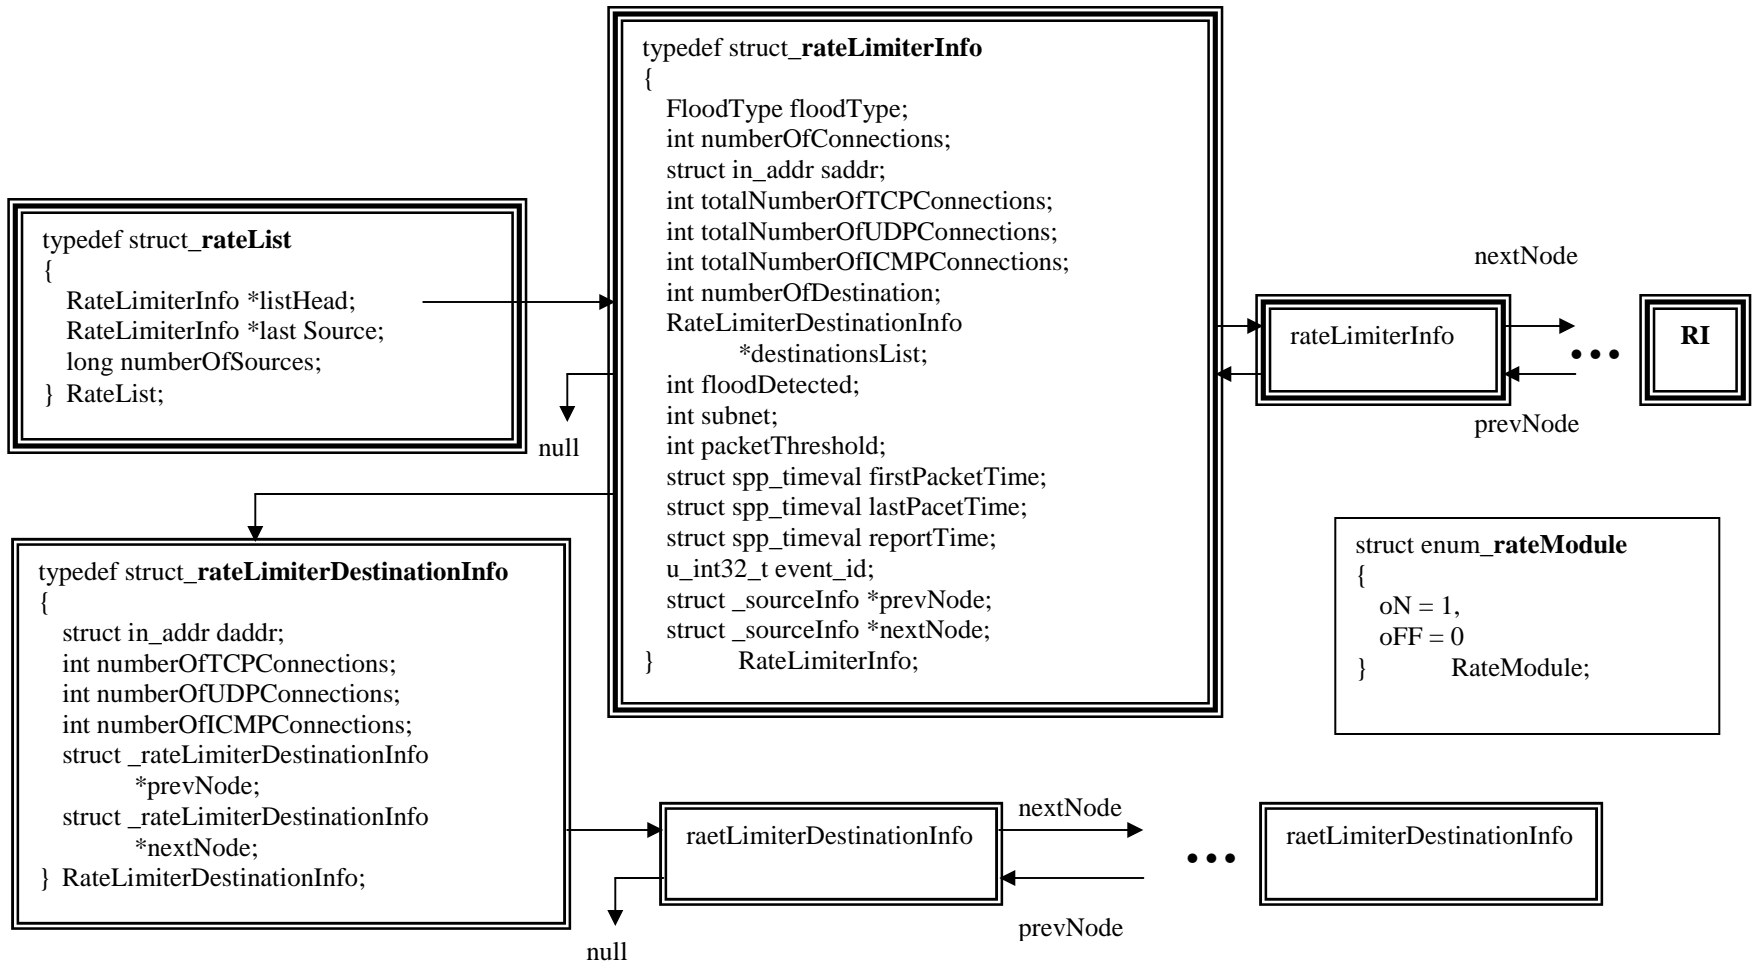 typedef struct_rateLimiterInfo
{
FloodType floodType;
int numberOfConnections;
struct in_addr saddr;
int totalNumberOfTCPConnections;
int totalNumberOfUDPConnections;
int totalNumberOfICMPConnections;
int numberOfDestination;
RateLimiterDestinationInfo
*destinationsList;
int floodDetected;
int subnet;
int packetThreshold;
struct spp_timeval firstPacketTime;
struct spp_timeval lastPacetTime;
struct spp_timeval reportTime;
u_int32_t event_id;
struct _sourceInfo *prevNode;
struct _sourceInfo *nextNode;
} RateLimiterInfo;
typedef struct_rateList
{
RateLimiterInfo *listHead;
RateLimiterInfo *last Source;
long numberOfSources;
} RateList;
null
nextNode
rateLimiterInfo
...
RI
prevNode
typedef struct_rateLimiterDestinationInfo
{
struct in_addr daddr;
int numberOfTCPConnections;
int numberOfUDPConnections;
int numberOfICMPConnections;
struct _rateLimiterDestinationInfo
*prevNode;
struct _rateLimiterDestinationInfo
*nextNode;
} RateLimiterDestinationInfo;
struct enum_rateModule
{
oN = 1,
oFF = 0
} RateModule;
raetLimiterDestinationInfo
nextNode
...
raetLimiterDestinationInfo
prevNode
null